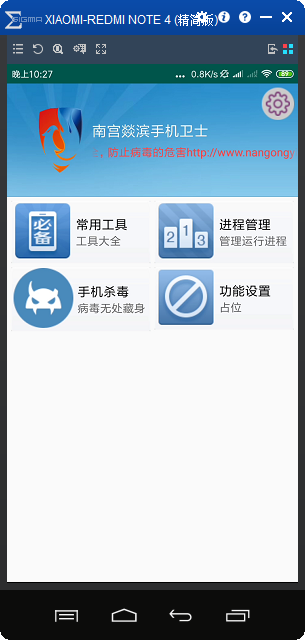 SIGMA XIAOMI-REDMI NOTE 4 (精简版)
晚上10:27 ... 0.8K/s 89
南宫燚滨手机卫士
防止病毒的危害http://www.nangongy
必备
常用工具
工具大全
1 2 3
进程管理
管理运行进程
手机杀毒
病毒无处藏身
功能设置
占位